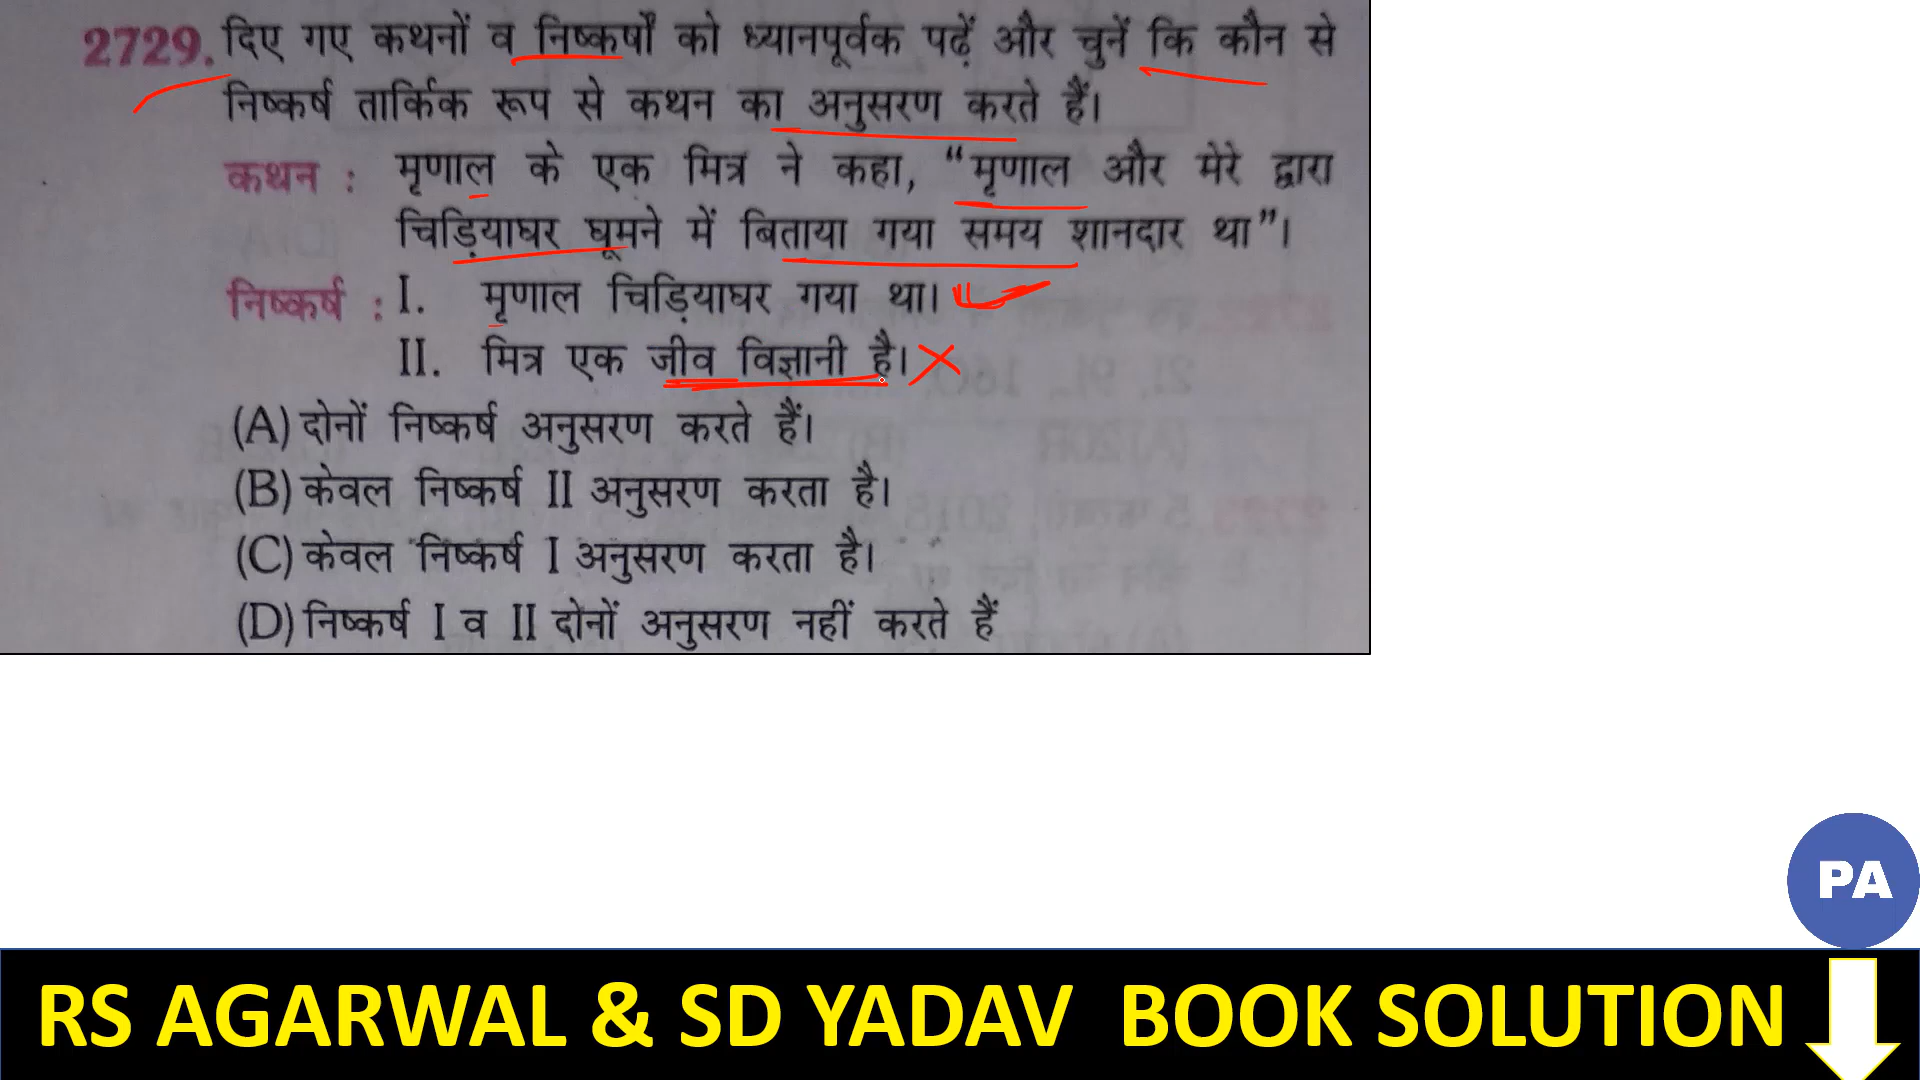 2729. दिए गए कथनों व निष्कर्षों को ध्यानपूर्वक पढ़ें और चुनें कि कौन से
निष्कर्ष तार्किक रूप से कथन का अनुसरण करते हैं।
कथन : मृणाल के एक मित्र ने कहा, “मृणाल और मेरे द्वारा
चिड़ियाघर घूमने में बिताया गया समय शानदार था”।
निष्कर्ष : I. मृणाल चिड़ियाघर गया था।
II. मित्र एक जीव विज्ञानी है।
(A) दोनों निष्कर्ष अनुसरण करते हैं।
(B) केवल निष्कर्ष II अनुसरण करता है।
(C) केवल निष्कर्ष I अनुसरण करता है।
(D) निष्कर्ष I व II दोनों अनुसरण नहीं करते हैं
PA
RS AGARWAL & SD YADAV BOOK SOLUTION